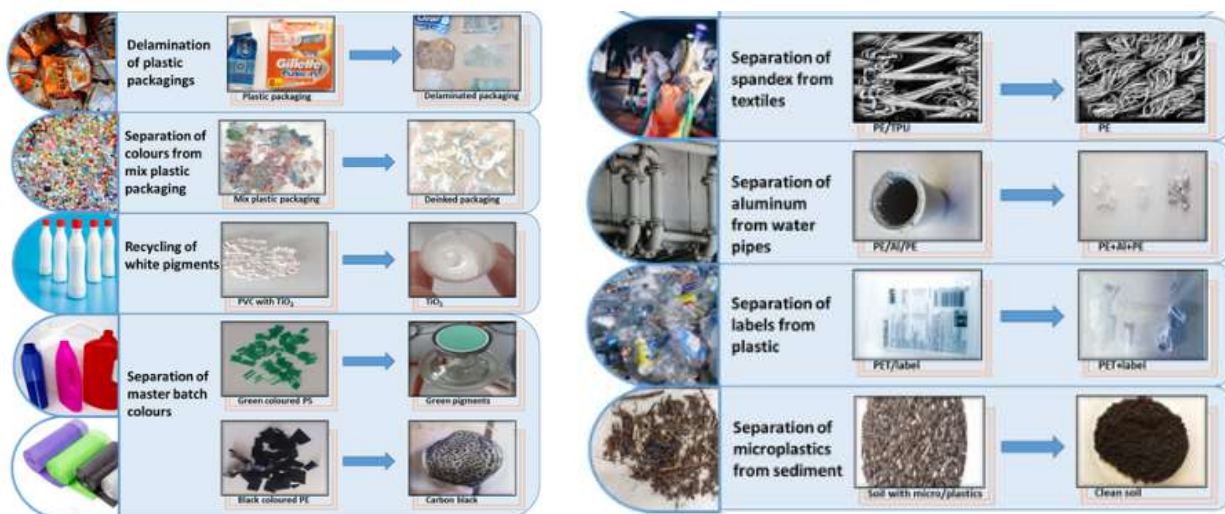 Delamination
of plastic
packagings
Gillette
Plastic packaging
Delaminated packaging
Separation of
colours from
mix plastic
packaging
Mix plastic packaging
Deinked packaging
Recycling of
white pigments
PVC with TiO₂
TiO₂
Separation of
master batch
colours
Green coloured PS
Green pigments
Black coloured PE
Carbon black
Separation of
spandex from
textiles
PE/TPU
PE
Separation of
aluminum
from water
pipes
PE/Al/PE
PE+Al+PE
Separation of
labels from
plastic
PET/label
PET+label
Separation of
microplastics
from sediment
Soil with micro/plastics
Clean soil